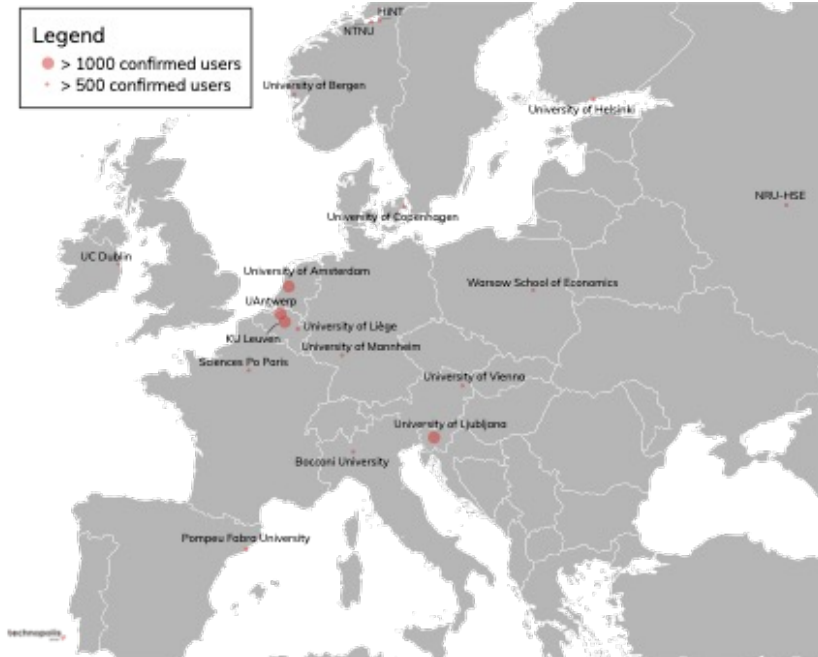 HiNT
NTNU
Legend
> 1000 confirmed users
> 500 confirmed users
University of Bergen
University of Helsinki
NRU-HSE
University of Copenhagen
UC Dublin
University of Amsterdam
Warsaw School of Economics
UAntwerp
University of Liège
KU Leuven
University of Mannheim
Sciences Po Paris
University of Vienna
University of Ljubljana
Bocconi University
Pompeu Fabra University
technopolis